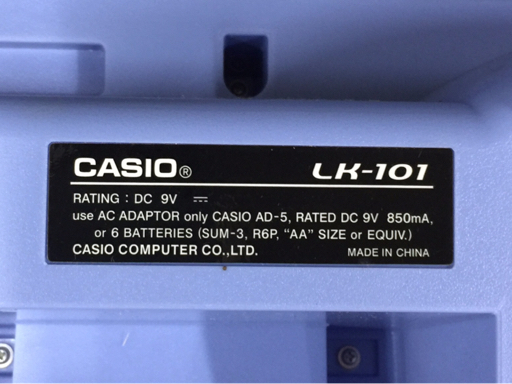 CASIO® LK-101
RATING : DC 9V ⎓
use AC ADAPTOR only CASIO AD-5, RATED DC 9V 850mA,
or 6 BATTERIES (SUM-3, R6P, “AA” SIZE or EQUIV.)
CASIO COMPUTER CO.,LTD. MADE IN CHINA